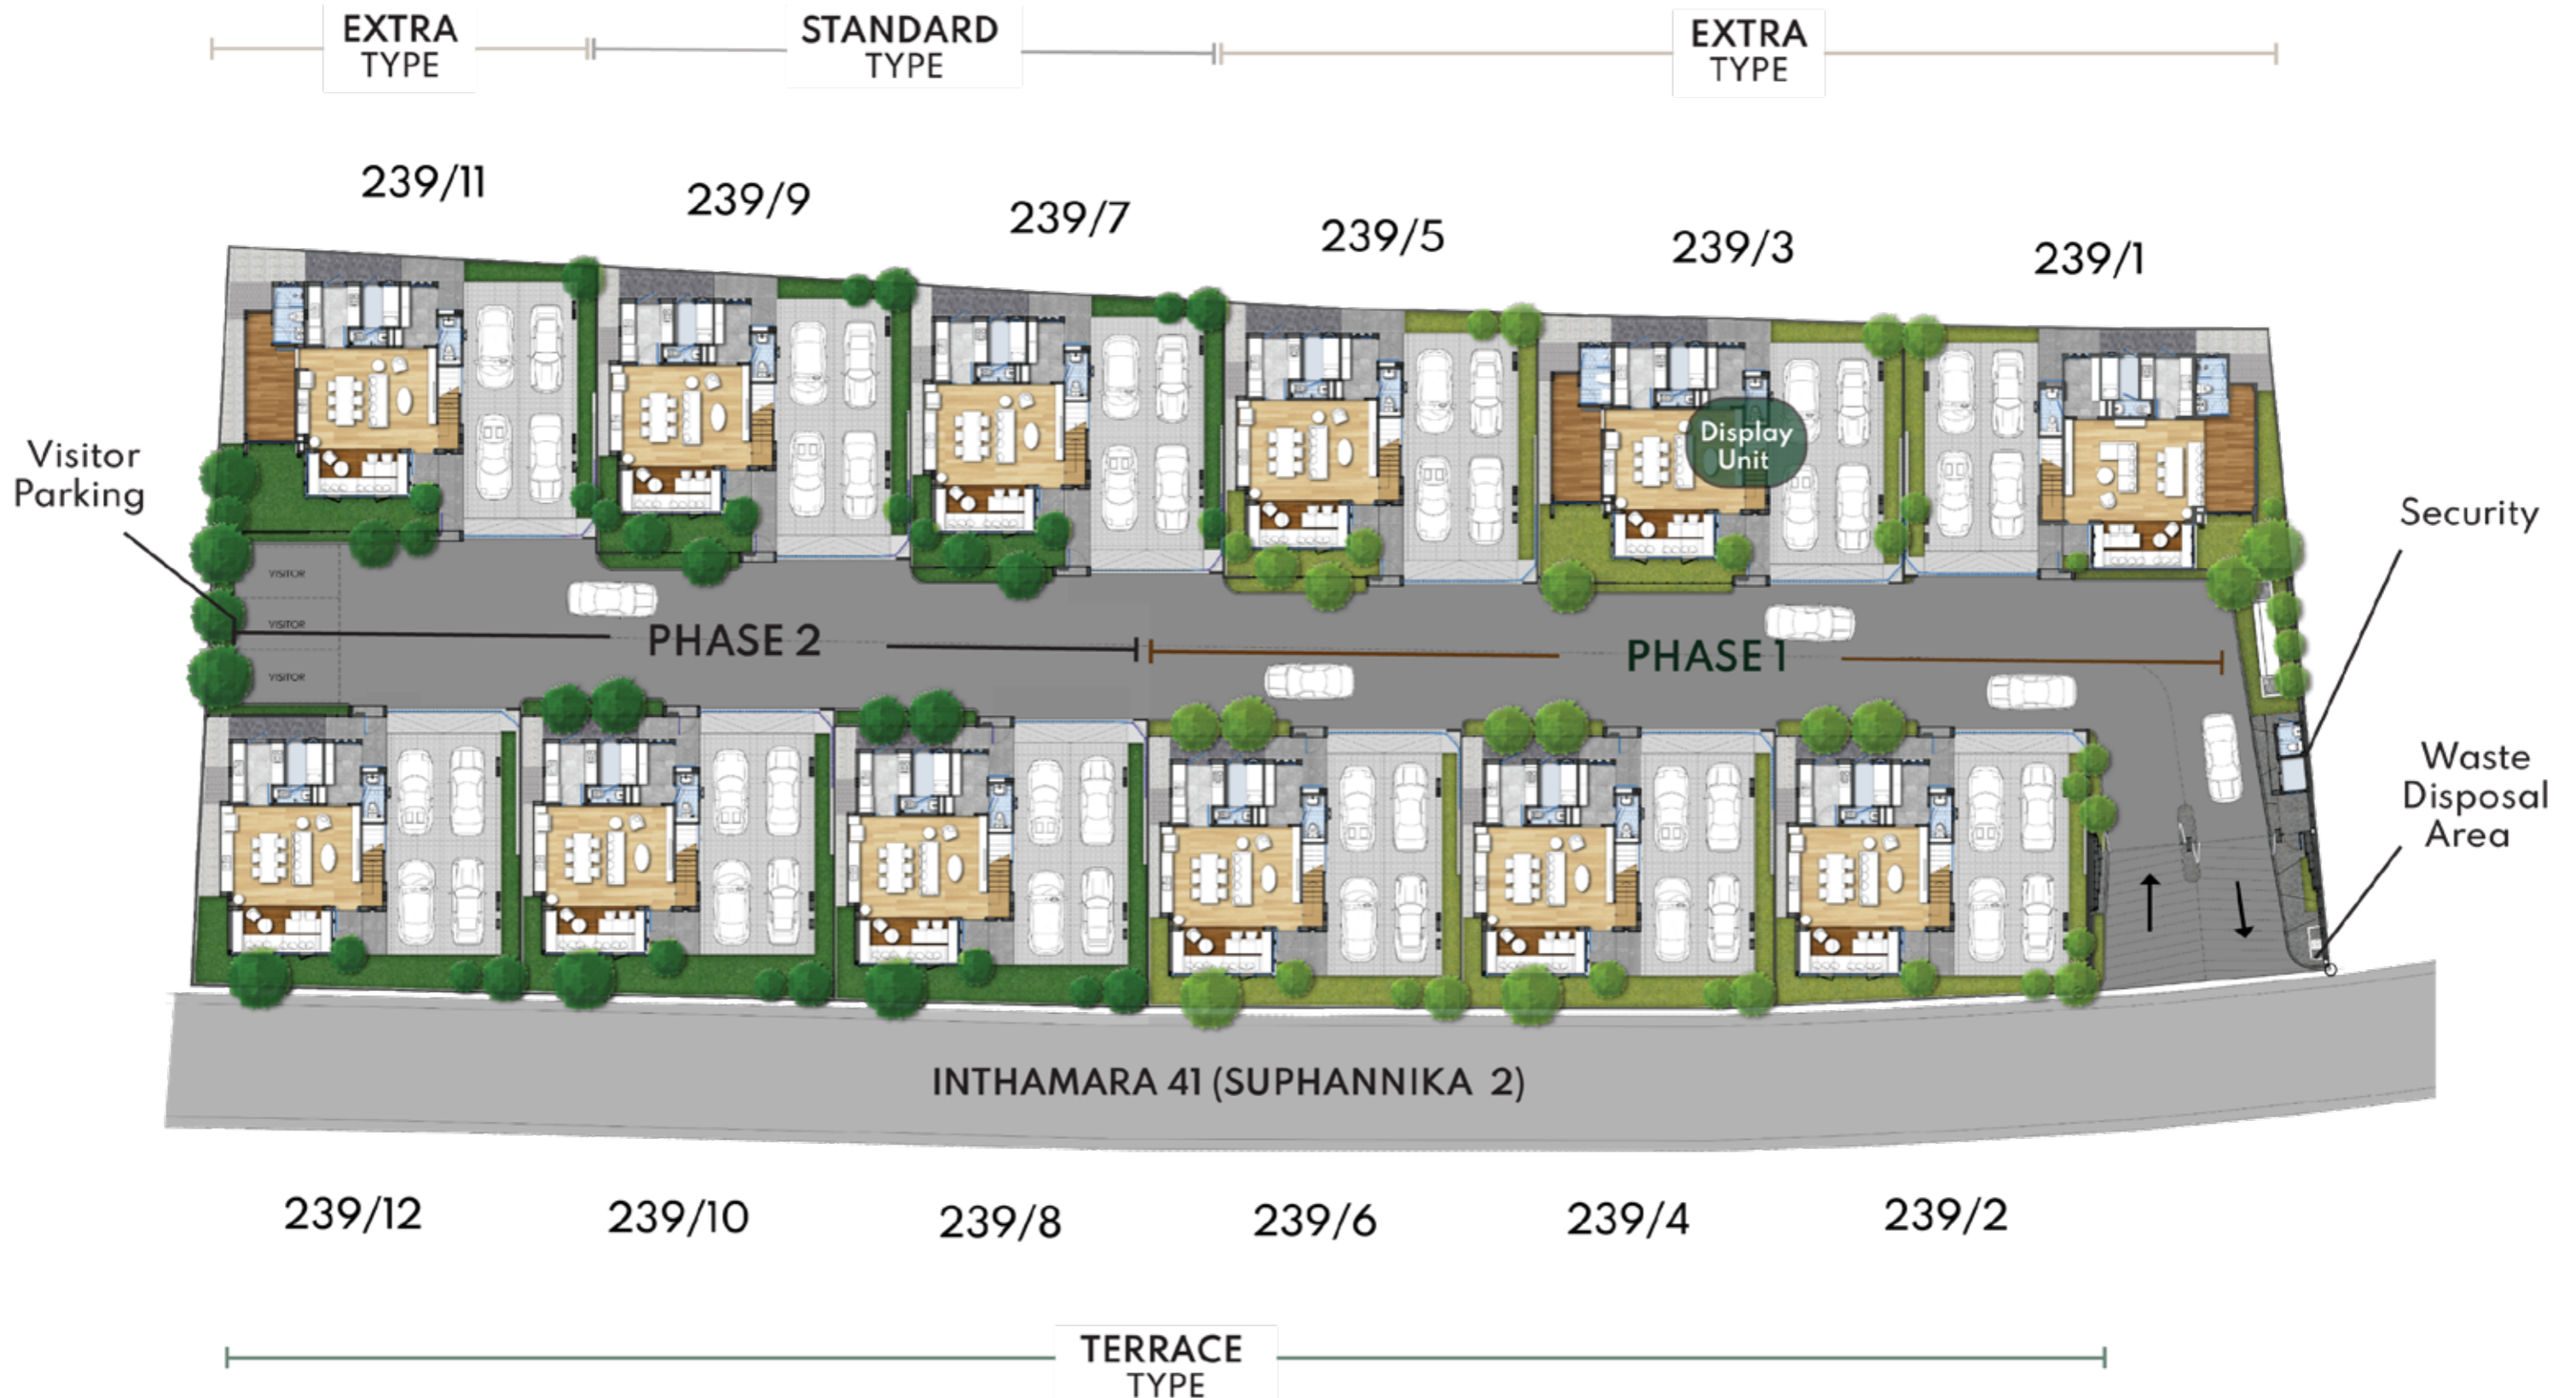 EXTRA
TYPE
STANDARD
TYPE
EXTRA
TYPE
239/11
239/9
239/7
239/5
239/3
239/1
Display
Unit
Visitor
Parking
Security
VISITOR
VISITOR
VISITOR
PHASE 2
PHASE 1
Waste
Disposal
Area
INTHAMARA 41 (SUPHANNIKA 2)
239/12
239/10
239/8
239/6
239/4
239/2
TERRACE
TYPE